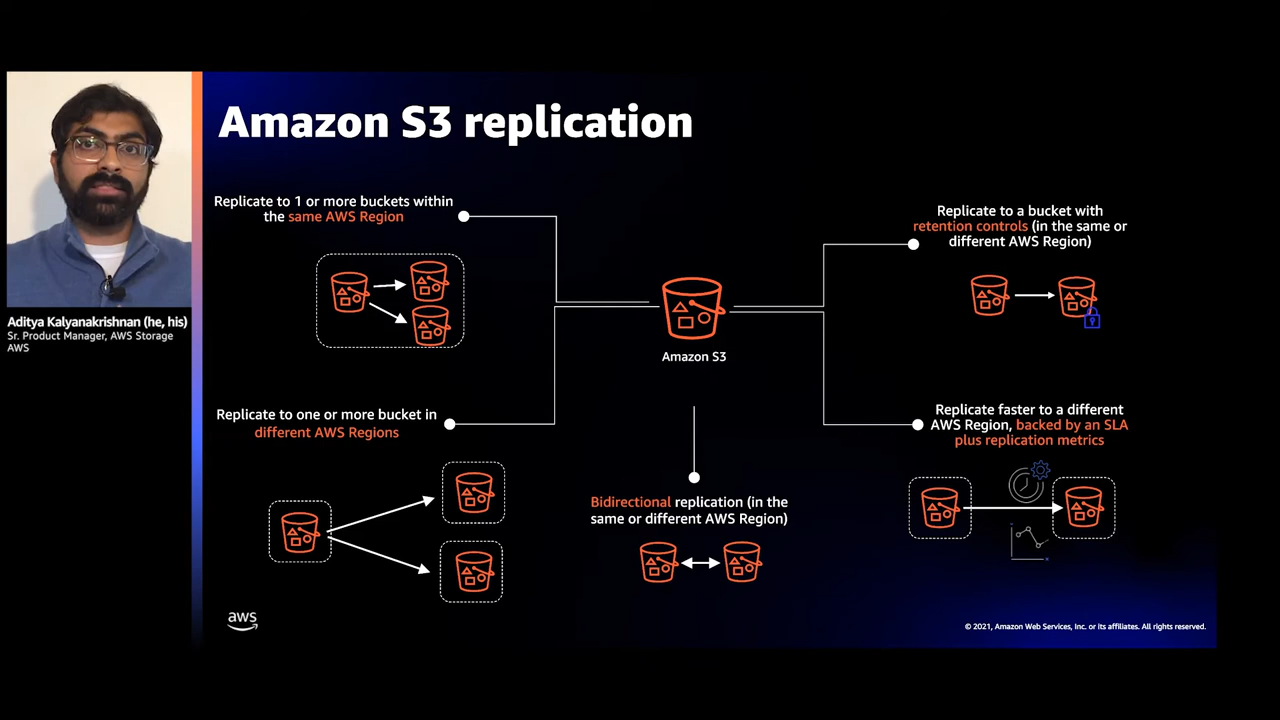 Amazon S3 replication
Replicate to 1 or more buckets within
the same AWS Region
Replicate to one or more bucket in
different AWS Regions
Amazon S3
Bidirectional replication (in the
same or different AWS Region)
Replicate to a bucket with
retention controls (in the same or
different AWS Region)
Replicate faster to a different
AWS Region, backed by an SLA
plus replication metrics
Aditya Kalyanakrishnan (he, his)
Sr. Product Manager, AWS Storage
AWS
aws
© 2021, Amazon Web Services, Inc. or its affiliates. All rights reserved.